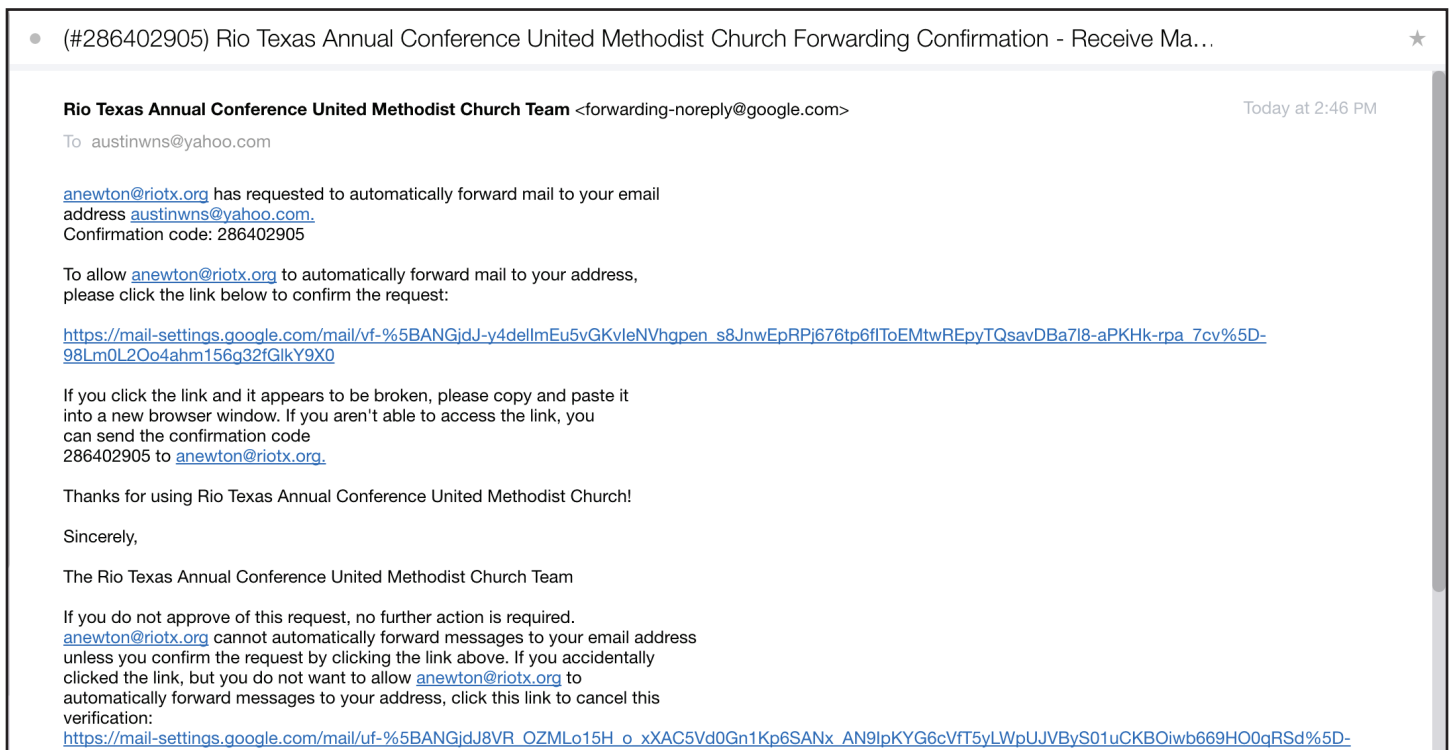 (#286402905) Rio Texas Annual Conference United Methodist Church Forwarding Confirmation - Receive Ma...
Rio Texas Annual Conference United Methodist Church Team <forwarding-noreply@google.com>
Today at 2:46 PM
To austinwns@yahoo.com
anewton@riotx.org has requested to automatically forward mail to your email
address austinwns@yahoo.com.
Confirmation code: 286402905
To allow anewton@riotx.org to automatically forward mail to your address,
please click the link below to confirm the request:
https://mail-settings.google.com/mail/vf-%5BANGjdJ-y4delImEu5vGKvIeNVhgpen_s8JnwEpRPj676tp6fIToEMtwREpyTQsavDBa7l8-aPKHk-rpa_7cv%5D-
98Lm0L2Oo4ahm156g32fGlkY9X0
If you click the link and it appears to be broken, please copy and paste it
into a new browser window. If you aren't able to access the link, you
can send the confirmation code
286402905 to anewton@riotx.org.
Thanks for using Rio Texas Annual Conference United Methodist Church!
Sincerely,
The Rio Texas Annual Conference United Methodist Church Team
If you do not approve of this request, no further action is required.
anewton@riotx.org cannot automatically forward messages to your email address
unless you confirm the request by clicking the link above. If you accidentally
clicked the link, but you do not want to allow anewton@riotx.org to
automatically forward messages to your address, click this link to cancel this
verification:
https://mail-settings.google.com/mail/uf-%5BANGjdJ8VR_OZMLo15H_o_xXAC5Vd0Gn1Kp6SANx_AN9IpKYG6cVfT5yLWpUJVByS01uCKBOiwb669HO0qRSd%5D-